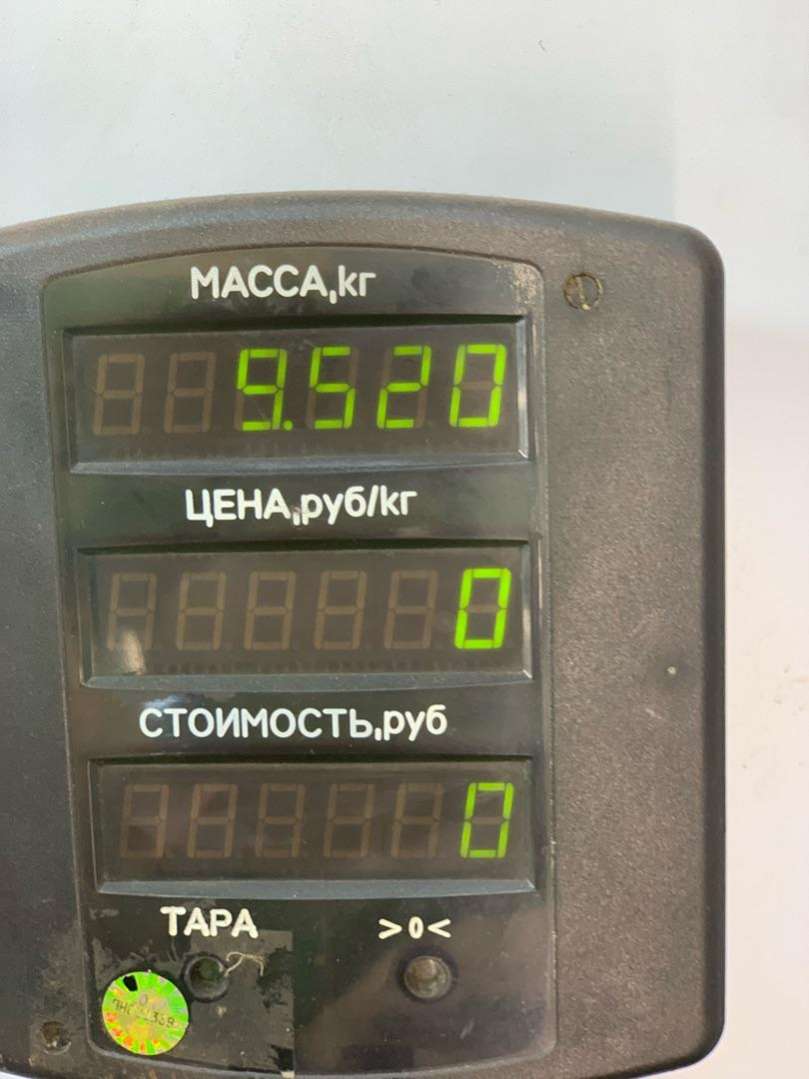 МАССА,кг
9.520
ЦЕНА,руб/кг
0
СТОИМОСТЬ,руб
0
ТАРА >0<